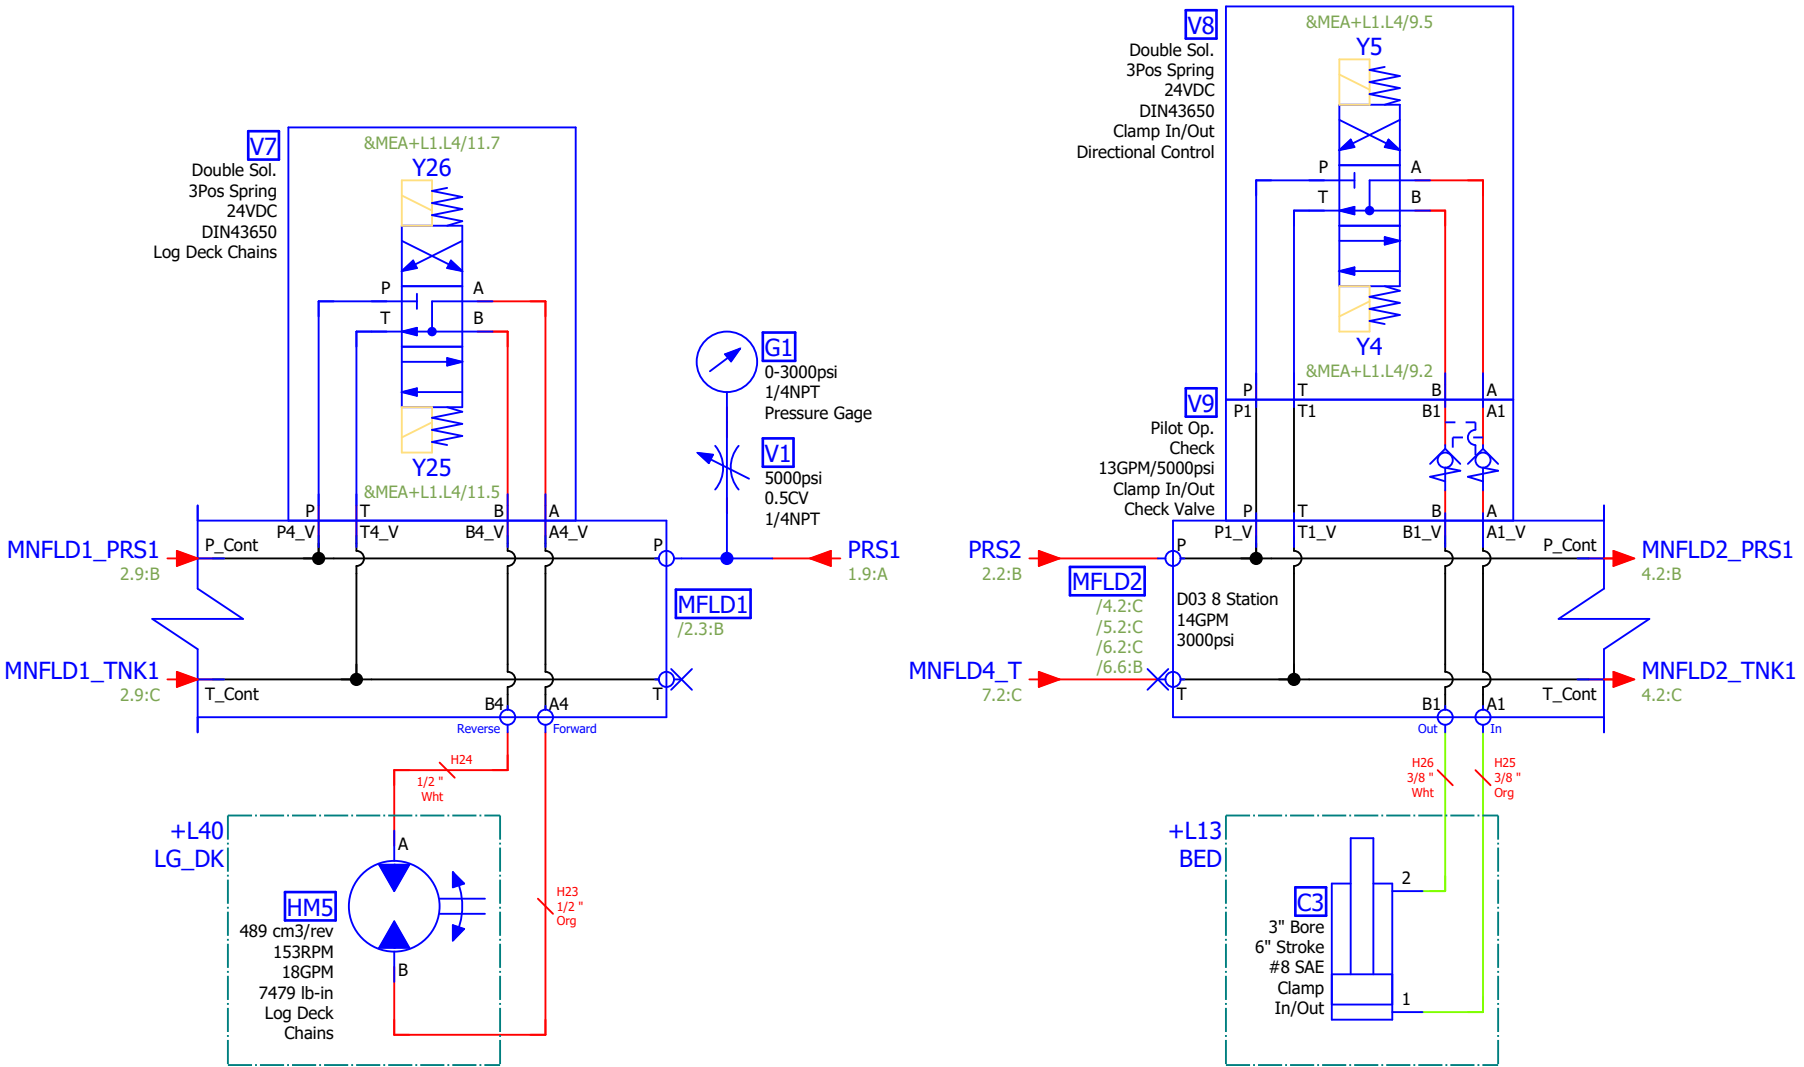 V7
Double Sol.
3Pos Spring
24VDC
DIN43650
Log Deck Chains
&MEA+L1.L4/11.7
Y26
P
A
T
B
Y25
&MEA+L1.L4/11.5
P
T
B
A
P4_V
T4_V
B4_V
A4_V
G1
0-3000psi
1/4NPT
Pressure Gage
V1
5000psi
0.5CV
1/4NPT
MNFLD1_PRS1
2.9:B
P_Cont
P
PRS1
1.9:A
MFLD1
/2.3:B
MNFLD1_TNK1
2.9:C
T_Cont
T
B4
A4
Reverse
Forward
H24
1/2 "
Wht
H23
1/2 "
Org
+L40
LG_DK
A
HM5
489 cm3/rev
153RPM
18GPM
7479 lb-in
Log Deck
Chains
B
V8
Double Sol.
3Pos Spring
24VDC
DIN43650
Clamp In/Out
Directional Control
&MEA+L1.L4/9.5
Y5
P
A
T
B
Y4
&MEA+L1.L4/9.2
P
T
B
A
V9
Pilot Op.
Check
13GPM/5000psi
Clamp In/Out
Check Valve
P1
T1
B1
A1
P
T
B
A
P1_V
T1_V
B1_V
A1_V
PRS2
2.2:B
P
P_Cont
MNFLD2_PRS1
4.2:B
MFLD2
/4.2:C
/5.2:C
/6.2:C
/6.6:B
D03 8 Station
14GPM
3000psi
MNFLD4_T
7.2:C
T
T_Cont
MNFLD2_TNK1
4.2:C
B1
A1
Out
In
H26
3/8 "
Wht
H25
3/8 "
Org
+L13
BED
2
C3
3" Bore
6" Stroke
#8 SAE
Clamp
In/Out
1